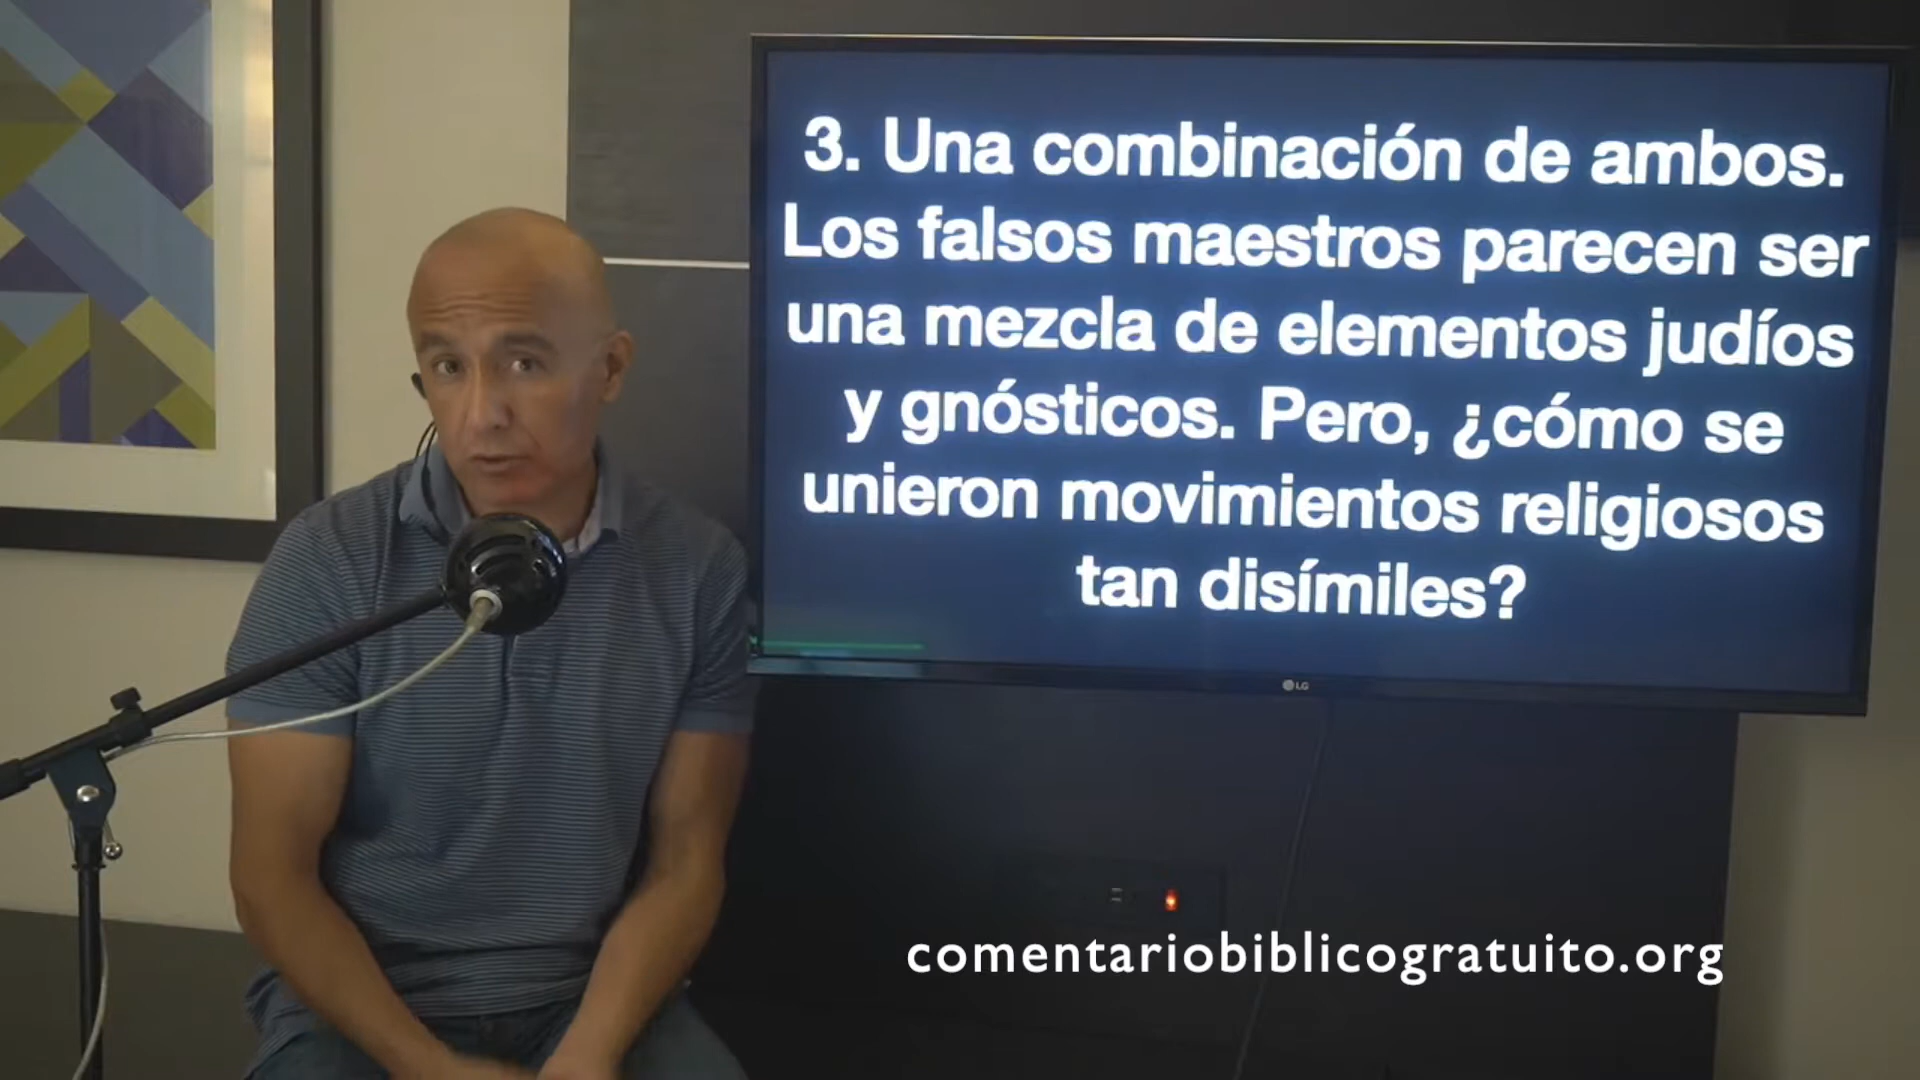 3. Una combinación de ambos.
Los falsos maestros parecen ser
una mezcla de elementos judíos
y gnósticos. Pero, ¿cómo se
unieron movimientos religiosos
tan disímiles?
LG
comentariobiblicogratuito.org